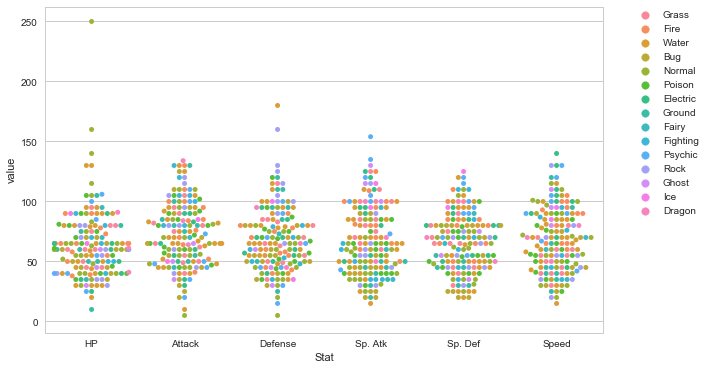 250
200
150
100
50
0
value
HP Attack Defense Sp. Atk Sp. Def Speed
Stat
Grass
Fire
Water
Bug
Normal
Poison
Electric
Ground
Fairy
Fighting
Psychic
Rock
Ghost
Ice
Dragon